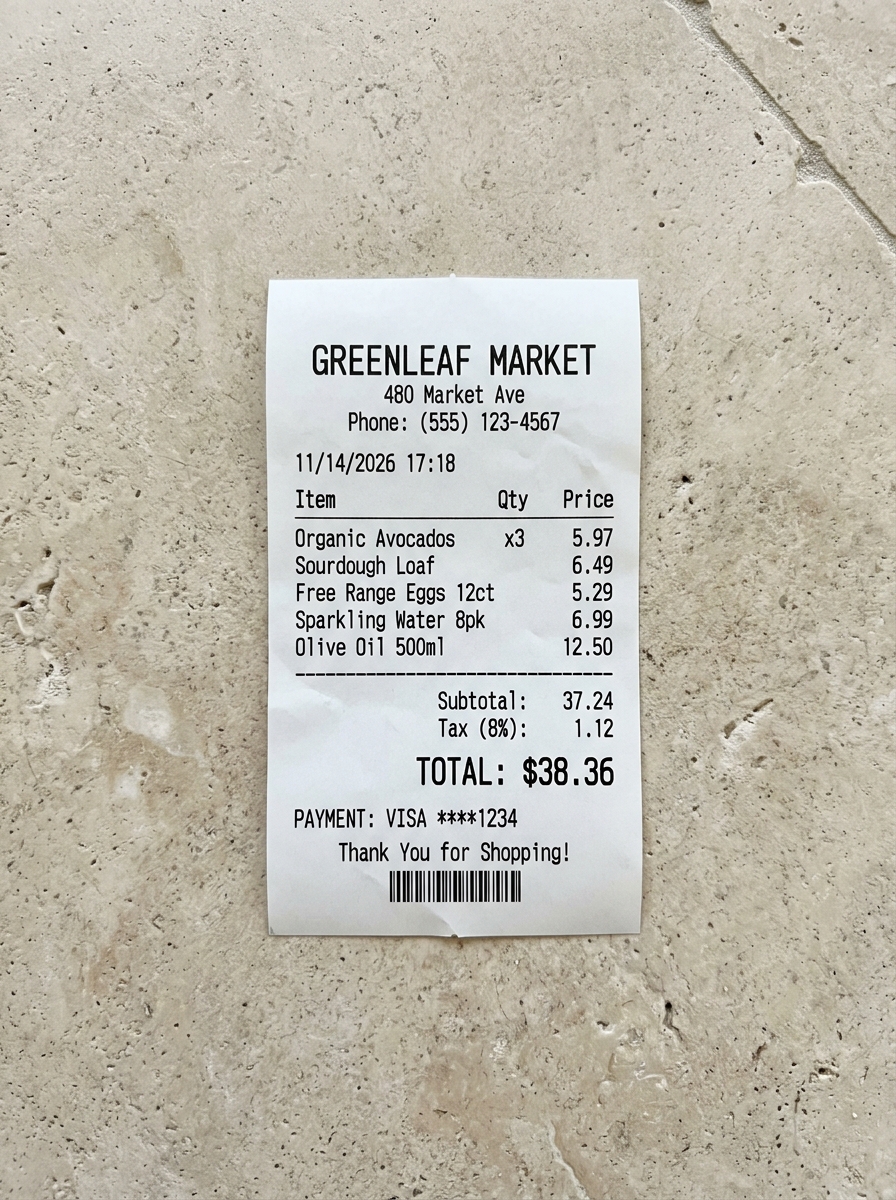 GREENLEAF MARKET
480 Market Ave
Phone: (555) 123-4567
11/14/2026 17:18
Item Qty Price
Organic Avocados x3 5.97
Sourdough Loaf 6.49
Free Range Eggs 12ct 5.29
Sparkling Water 8pk 6.99
Olive Oil 500ml 12.50
Subtotal: 37.24
Tax (8%): 1.12
TOTAL: $38.36
PAYMENT: VISA ****1234
Thank You for Shopping!